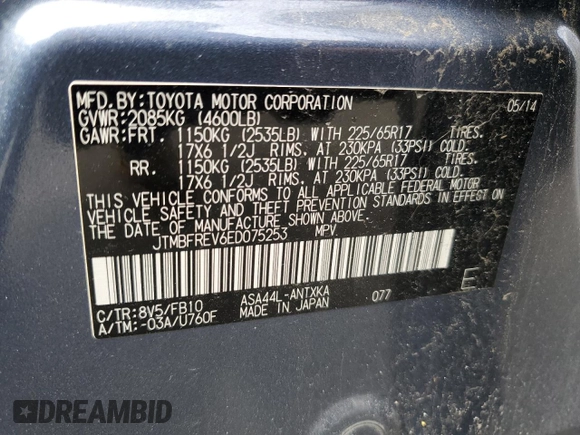 MFD. BY: TOYOTA MOTOR CORPORATION 05/14
GVWR: 2085KG (4600LB)
GAWR: FRT. 1150KG (2535LB) WITH 225/65R17 TIRES.
17X6 1/2J RIMS. AT 230KPA (33PSI) COLD.
RR. 1150KG (2535LB) WITH 225/65R17 TIRES.
17X6 1/2J RIMS. AT 230KPA (33PSI) COLD.
THIS VEHICLE CONFORMS TO ALL APPLICABLE FEDERAL MOTOR
VEHICLE SAFETY AND THEFT PREVENTION STANDARDS IN EFFECT ON
THE DATE OF MANUFACTURE SHOWN ABOVE.
JTMBFREV6ED075253 MPV
C/TR: 8V5/FB10 ASA44L-ANTXKA 077 E
A/TM: -03A/U760F MADE IN JAPAN
DREAMBID